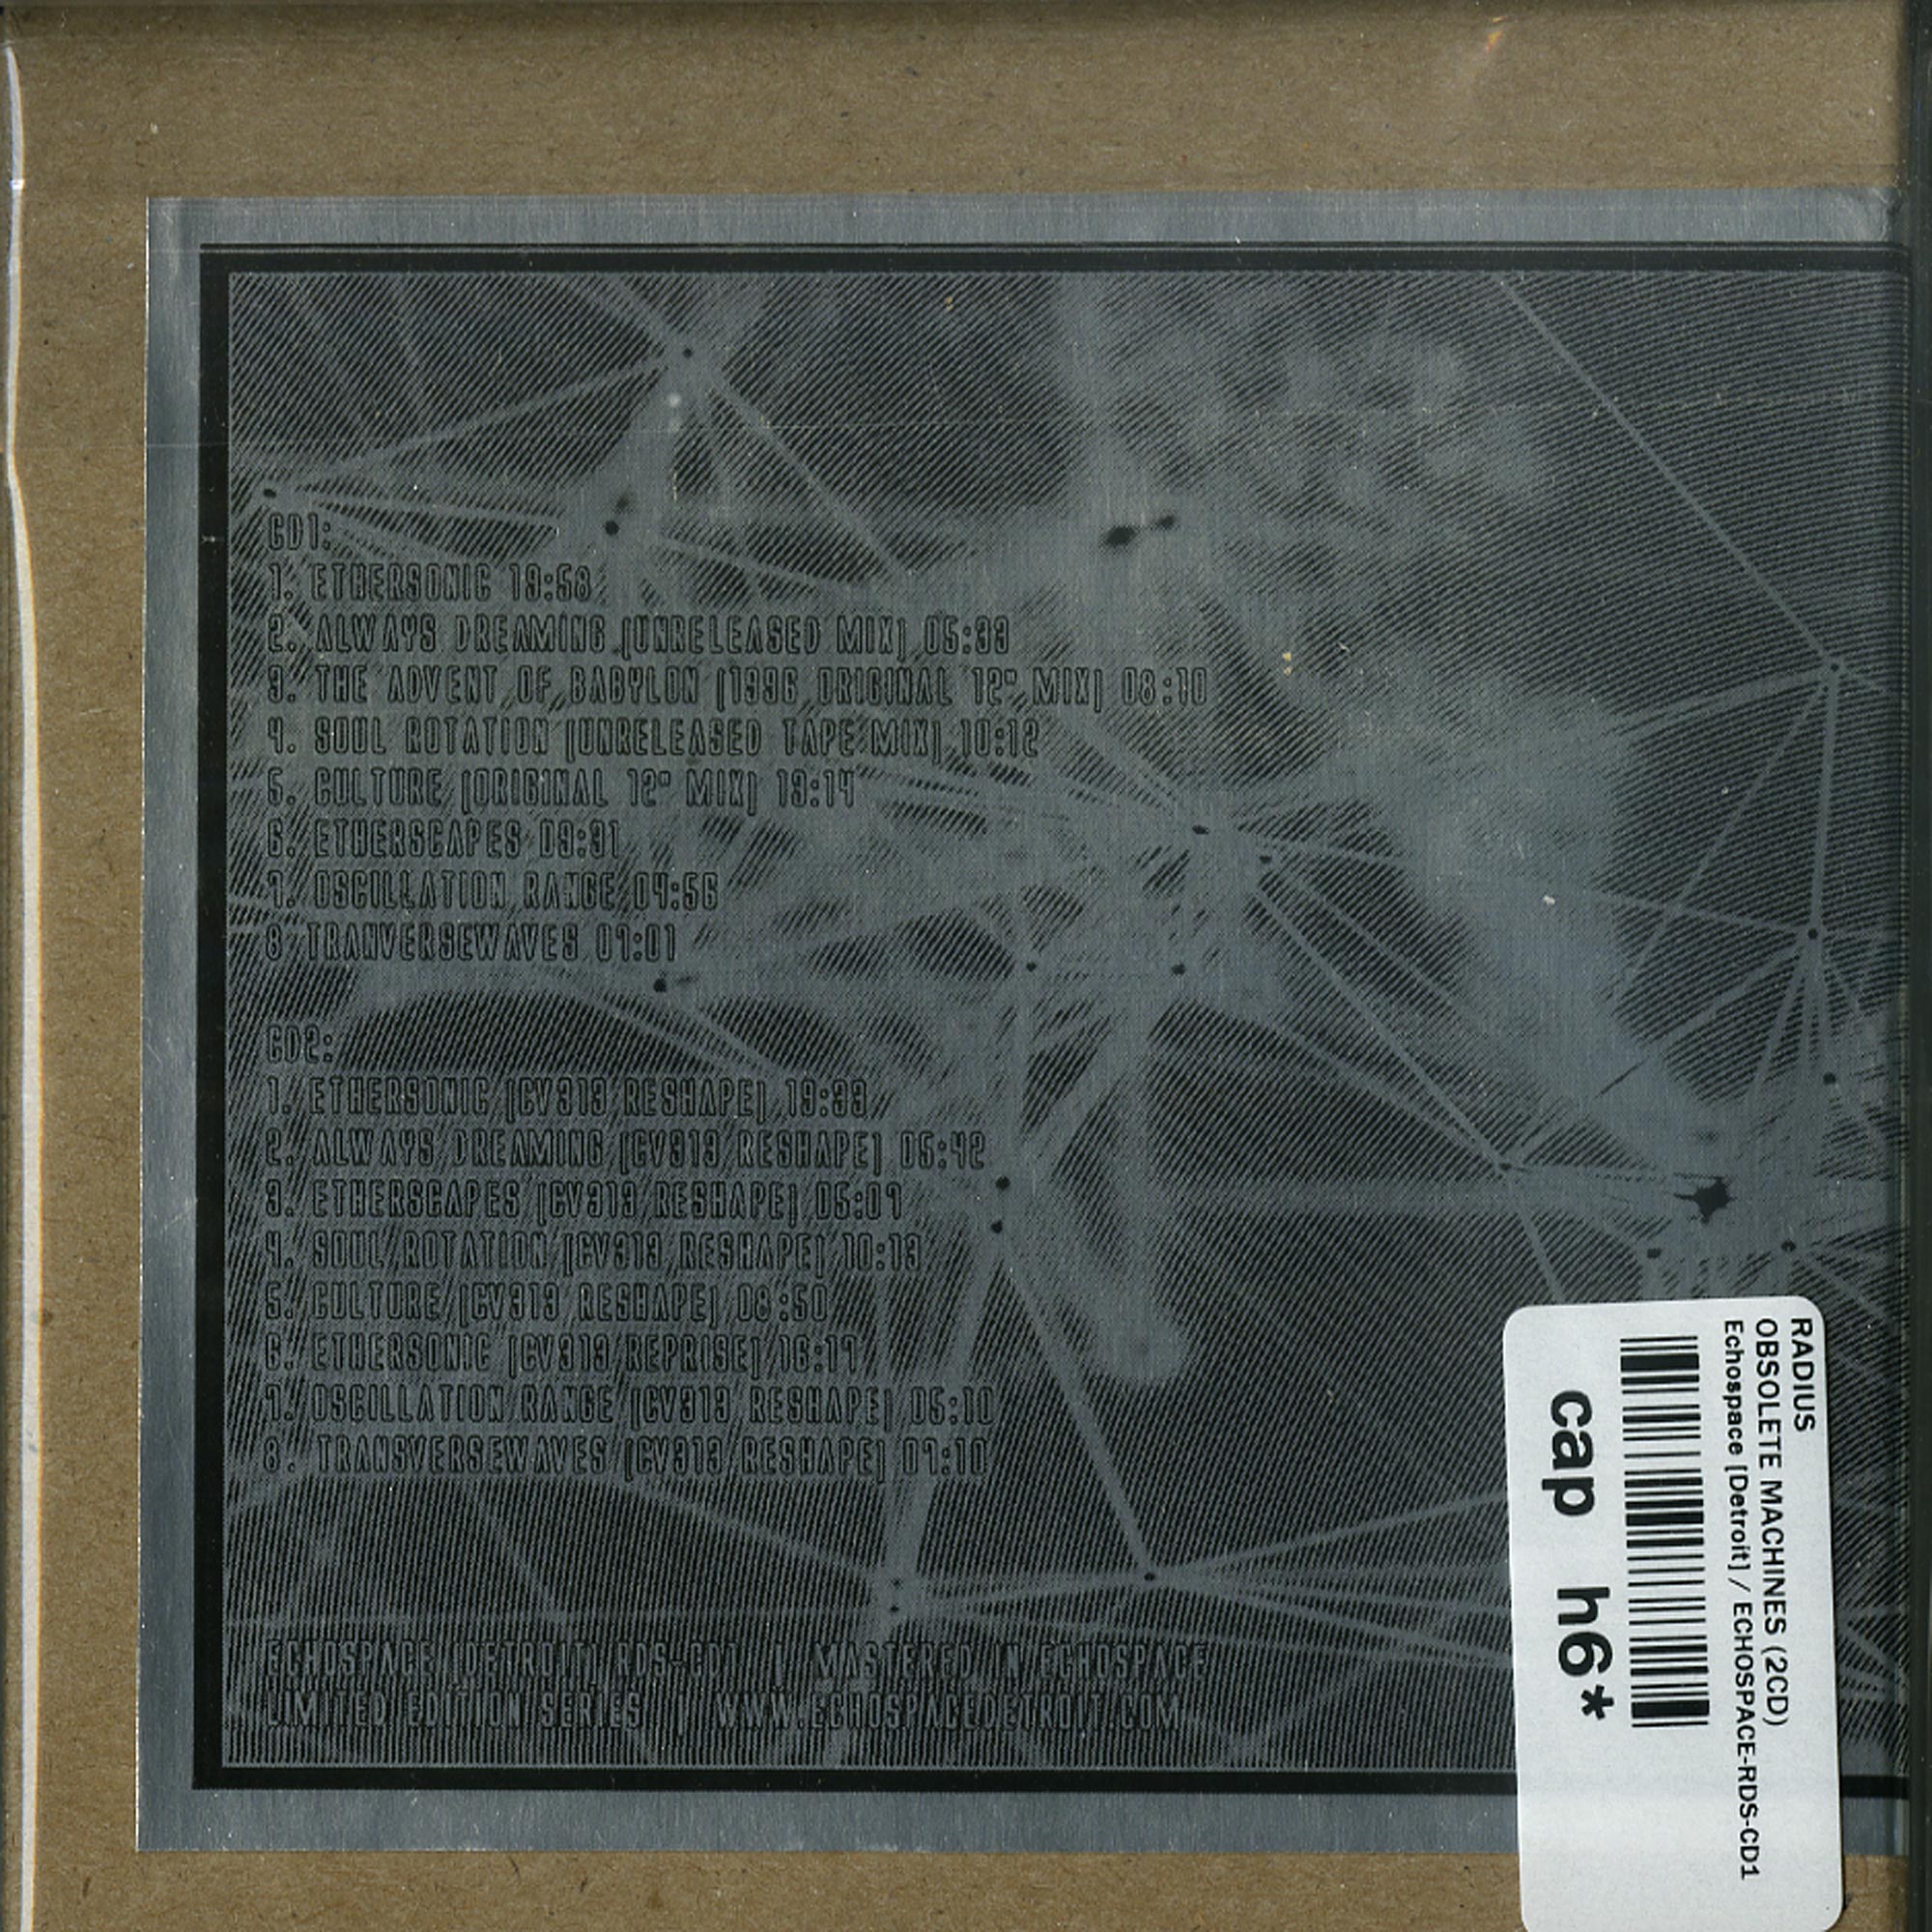 CD1:
1. ETHERSONIC 19:58
2. ALWAYS DREAMING [UNRELEASED MIX] 05:33
3. THE ADVENT OF BABYLON [1996 ORIGINAL 12" MIX] 08:10
4. SOUL ROTATION [UNRELEASED TAPE MIX] 10:12
5. CULTURE [ORIGINAL 12" MIX] 13:14
6. ETHERSCAPES 09:31
7. OSCILLATION RANGE 04:56
8 TRANVERSEWAVES 07:01
CD2:
1. ETHERSONIC [CV313 RESHAPE] 19:33
2. ALWAYS DREAMING [CV313 RESHAPE] 05:42
3. ETHERSCAPES [CV313 RESHAPE] 05:07
4. SOUL ROTATION [CV313 RESHAPE] 10:13
5. CULTURE [CV313 RESHAPE] 08:50
6. ETHERSONIC [CV313 REPRISE] 16:17
7. OSCILLATION RANGE [CV313 RESHAPE] 05:10
8. TRANSVERSEWAVES [CV313 RESHAPE] 07:10
ECHOSPACE [DETROIT] RDS-CD1 | MASTERED IN ECHOSPACE
LIMITED EDITION SERIES | WWW.ECHOSPACEDETROIT.COM
RADIUS
OBSOLETE MACHINES (2CD)
Echospace [Detroit] / ECHOSPACE-RDS-CD1
cap h6*